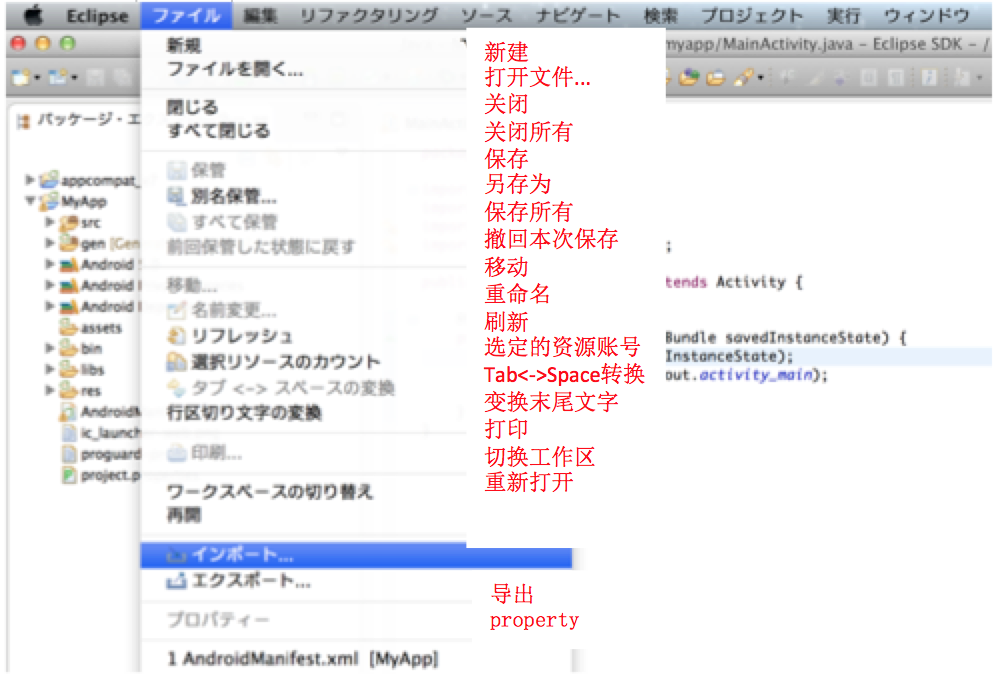 Eclipse ファイル 編集 リファクタリング ソース ナビゲート 検索 プロジェクト 実行 ウィンドウ
myapp/MainActivity.java - Eclipse SDK - /
新規
ファイルを開く...
閉じる
すべて閉じる
保管
別名保管...
すべて保管
前回保管した状態に戻す
移動...
名前変更...
リフレッシュ
選択リソースのカウント
タブ <-> スペースの変換
行区切り文字の変換
印刷...
ワークスペースの切り替え
再開
インポート...
エクスポート...
プロパティー
1 AndroidManifest.xml [MyApp]
新建
打开文件...
关闭
关闭所有
保存
另存为
保存所有
撤回本次保存
移动
重命名
刷新
选定的资源账号
Tab<->Space转换
变换末尾文字
打印
切换工作区
重新打开
导出
property
パッケージ・エ
appcompat_
MyApp
src
gen [Gen
Android
Android
Android
assets
bin
libs
res
AndroidM
ic_launch
proguard
project.p
;
tends Activity {
Bundle savedInstanceState) {
InstanceState);
out.activity_main);